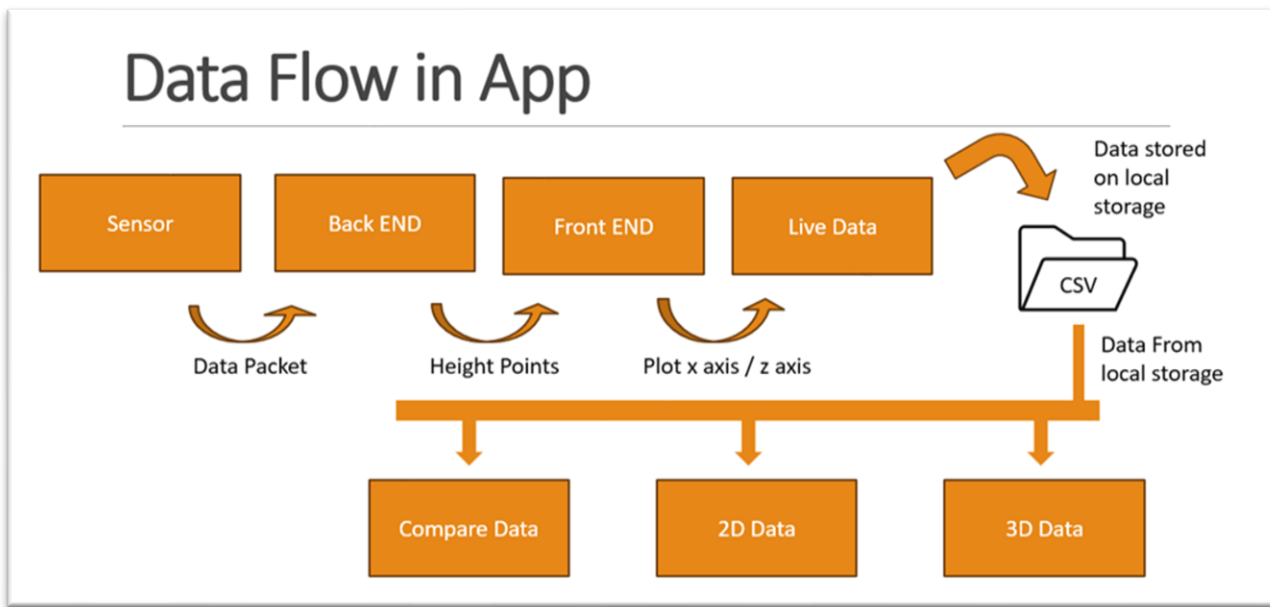 Data Flow in App
Data stored
on local
storage
Sensor
Back END
Front END
Live Data
CSV
Data Packet
Height Points
Plot x axis / z axis
Data From
local storage
Compare Data
2D Data
3D Data